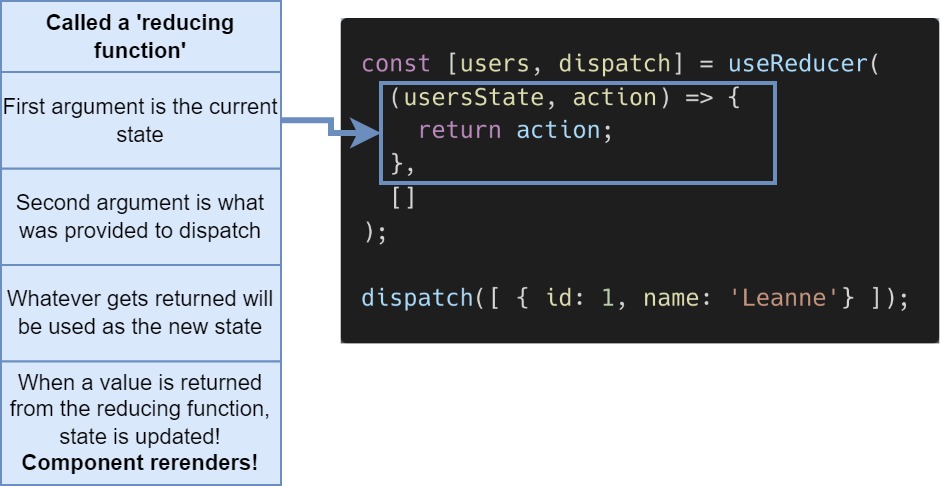 Called a 'reducing
function'
First argument is the current
state
Second argument is what
was provided to dispatch
Whatever gets returned will
be used as the new state
When a value is returned
from the reducing function,
state is updated!
Component rerenders!
const [users, dispatch] = useReducer(
  (usersState, action) => {
    return action;
  },
  []
);
dispatch([ { id: 1, name: 'Leanne'} ]);